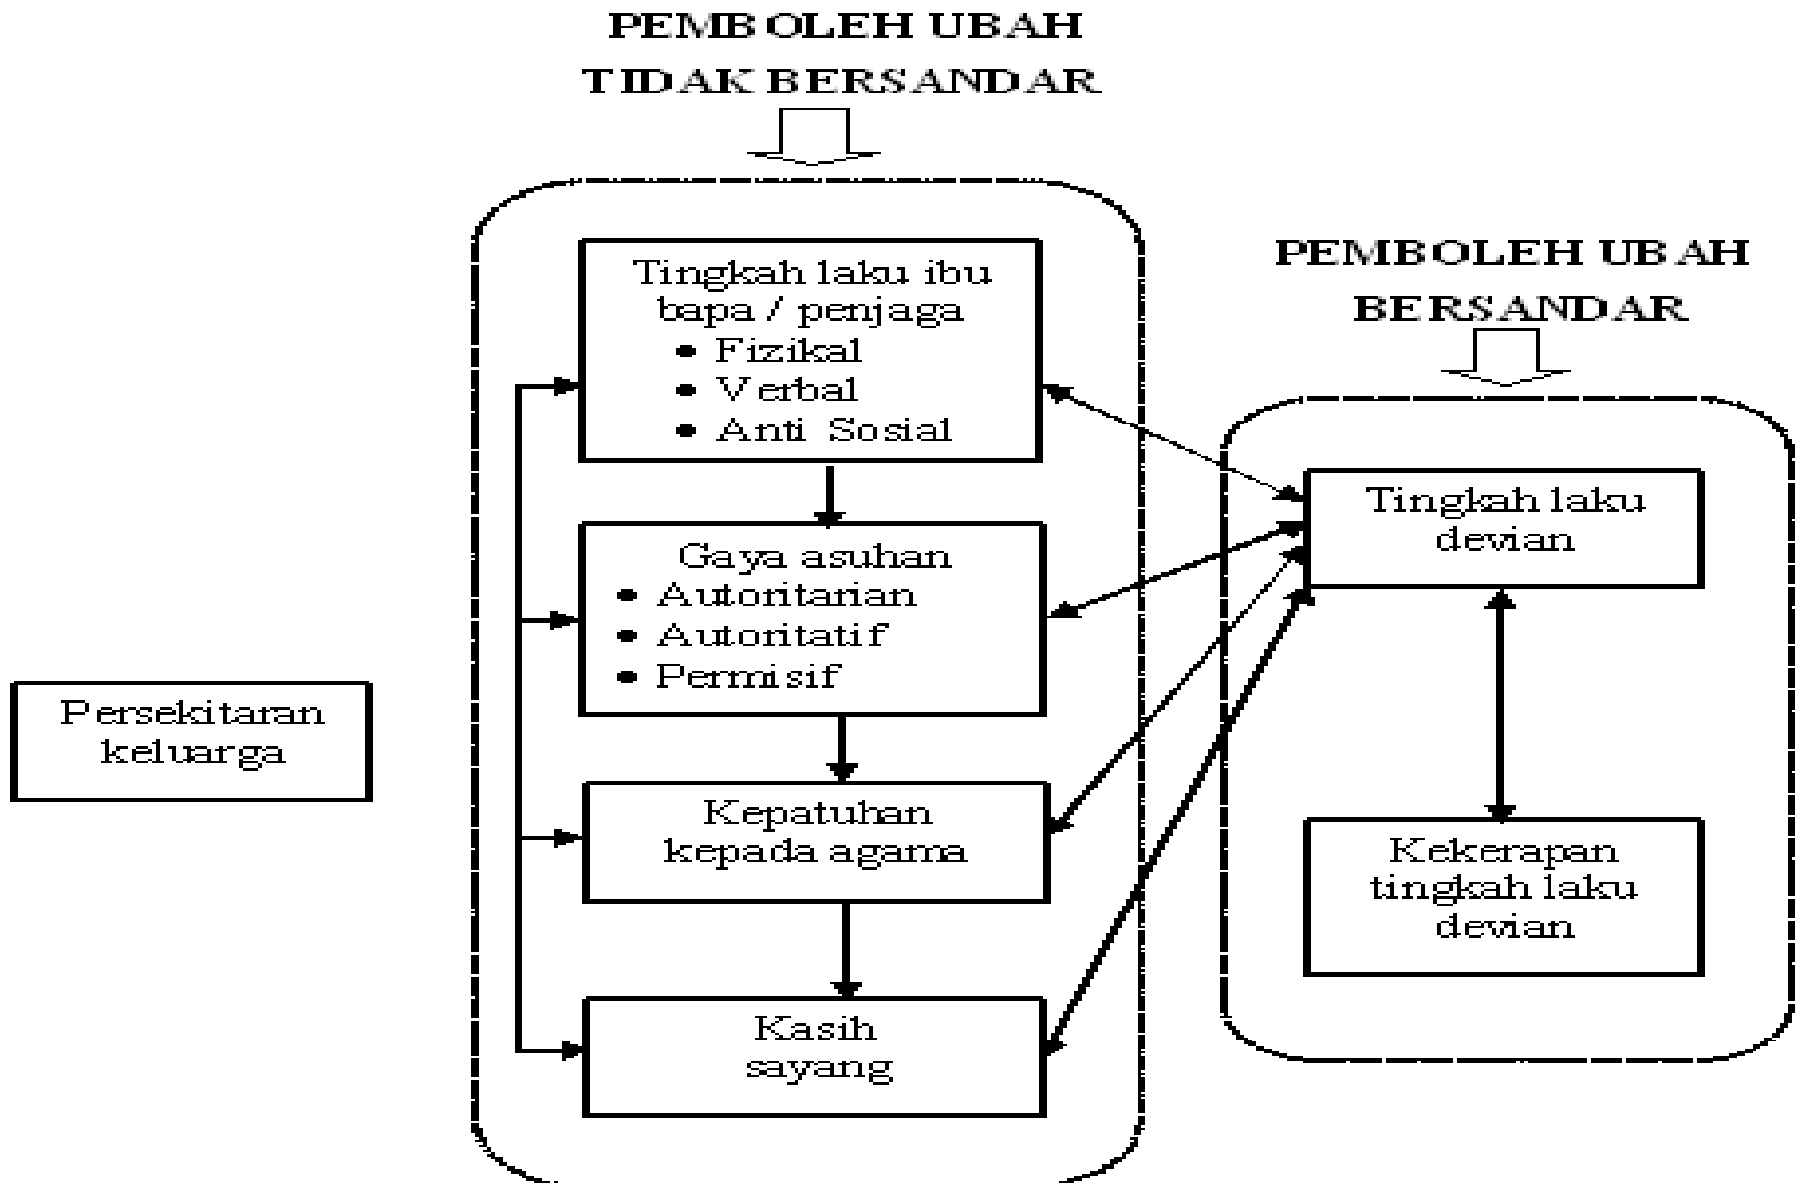 PEMBOLEH UBAH
TIDAK BERSANDAR
Tingkah laku ibu
bapa / penjaga
• Fizikal
• Verbal
• Anti Sosial
Gaya asuhan
• Autoritarian
• Autoritatif
• Permisif
Kepatuhan
kepada agama
Kasih
sayang
Persekitaran
keluarga
PEMBOLEH UBAH
BERSANDAR
Tingkah laku
devian
Kekerapan
tingkah laku
devian